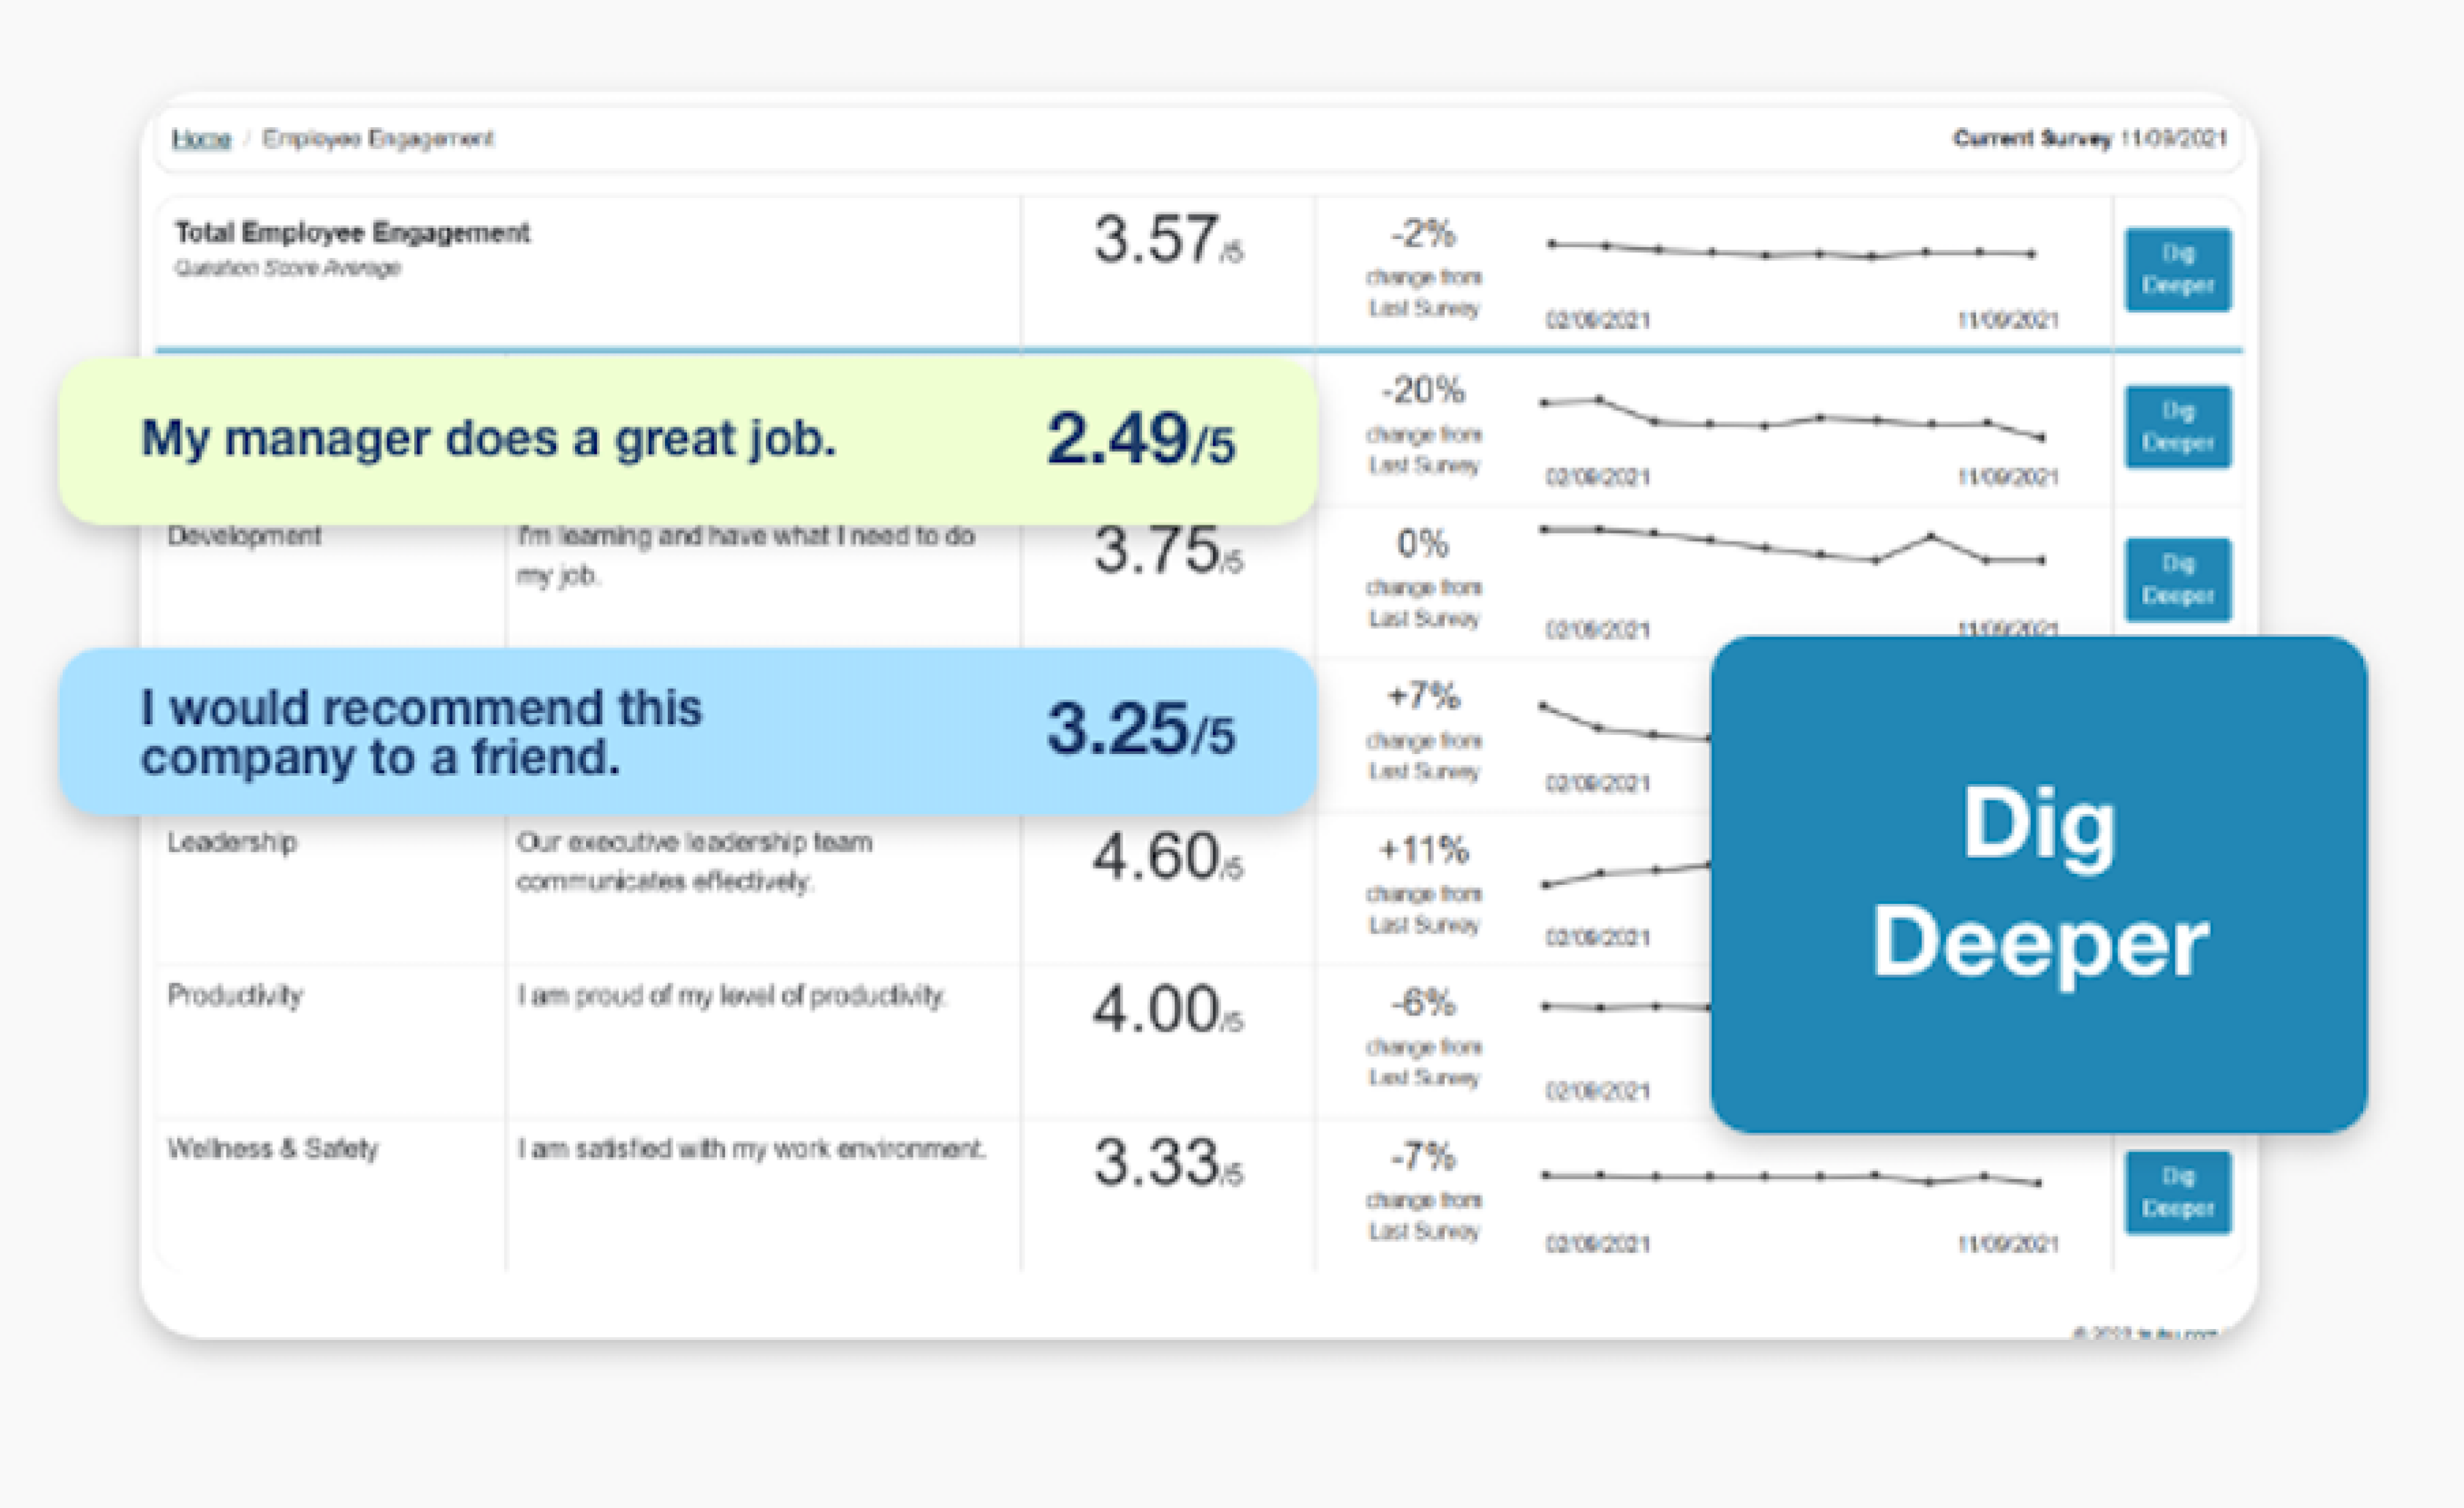 Home / Employee Engagement
Current Survey 11/09/2021
Total Employee Engagement
Question Score Average
3.57/5
-2%
change from
Last Survey
02/09/2021
11/09/2021
Dig
Deeper
My manager does a great job.
2.49/5
-20%
change from
Last Survey
02/09/2021
11/09/2021
Dig
Deeper
Development
I'm learning and have what I need to do
my job.
3.75/5
0%
change from
Last Survey
02/09/2021
11/09/2021
Dig
Deeper
I would recommend this
company to a friend.
3.25/5
+7%
change from
Last Survey
02/09/2021
Leadership
Our executive leadership team
communicates effectively.
4.60/5
+11%
change from
Last Survey
02/09/2021
Dig
Deeper
Productivity
I am proud of my level of productivity.
4.00/5
-6%
change from
Last Survey
02/09/2021
Wellness & Safety
I am satisfied with my work environment.
3.33/5
-7%
change from
Last Survey
02/09/2021
11/09/2021
Dig
Deeper